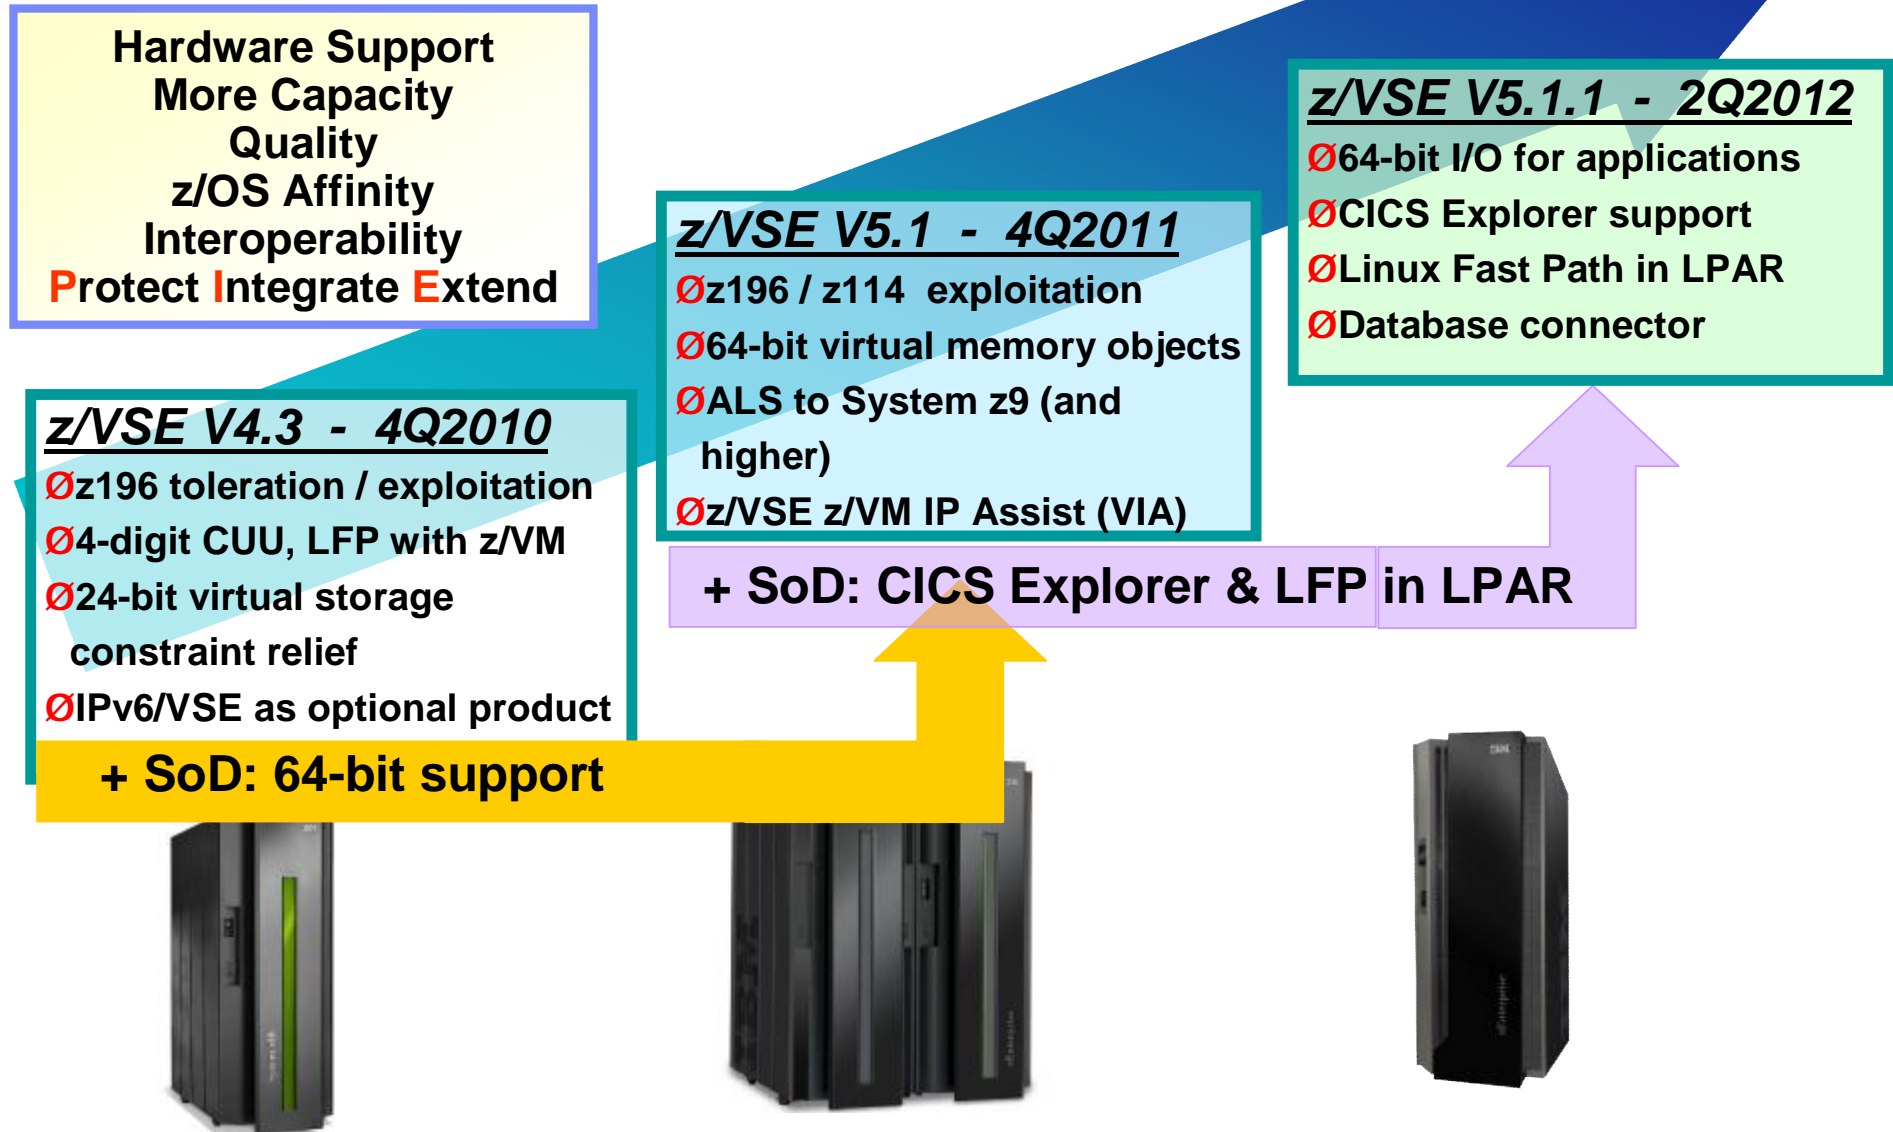 Hardware Support
More Capacity
Quality
z/OS Affinity
Interoperability
Protect Integrate Extend
z/VSE V4.3 - 4Q2010
Øz196 toleration / exploitation
Ø4-digit CUU, LFP with z/VM
Ø24-bit virtual storage
constraint relief
ØIPv6/VSE as optional product
+ SoD: 64-bit support
z/VSE V5.1 - 4Q2011
Øz196 / z114 exploitation
Ø64-bit virtual memory objects
ØALS to System z9 (and
higher)
Øz/VSE z/VM IP Assist (VIA)
+ SoD: CICS Explorer & LFP in LPAR
z/VSE V5.1.1 - 2Q2012
Ø64-bit I/O for applications
ØCICS Explorer support
ØLinux Fast Path in LPAR
ØDatabase connector